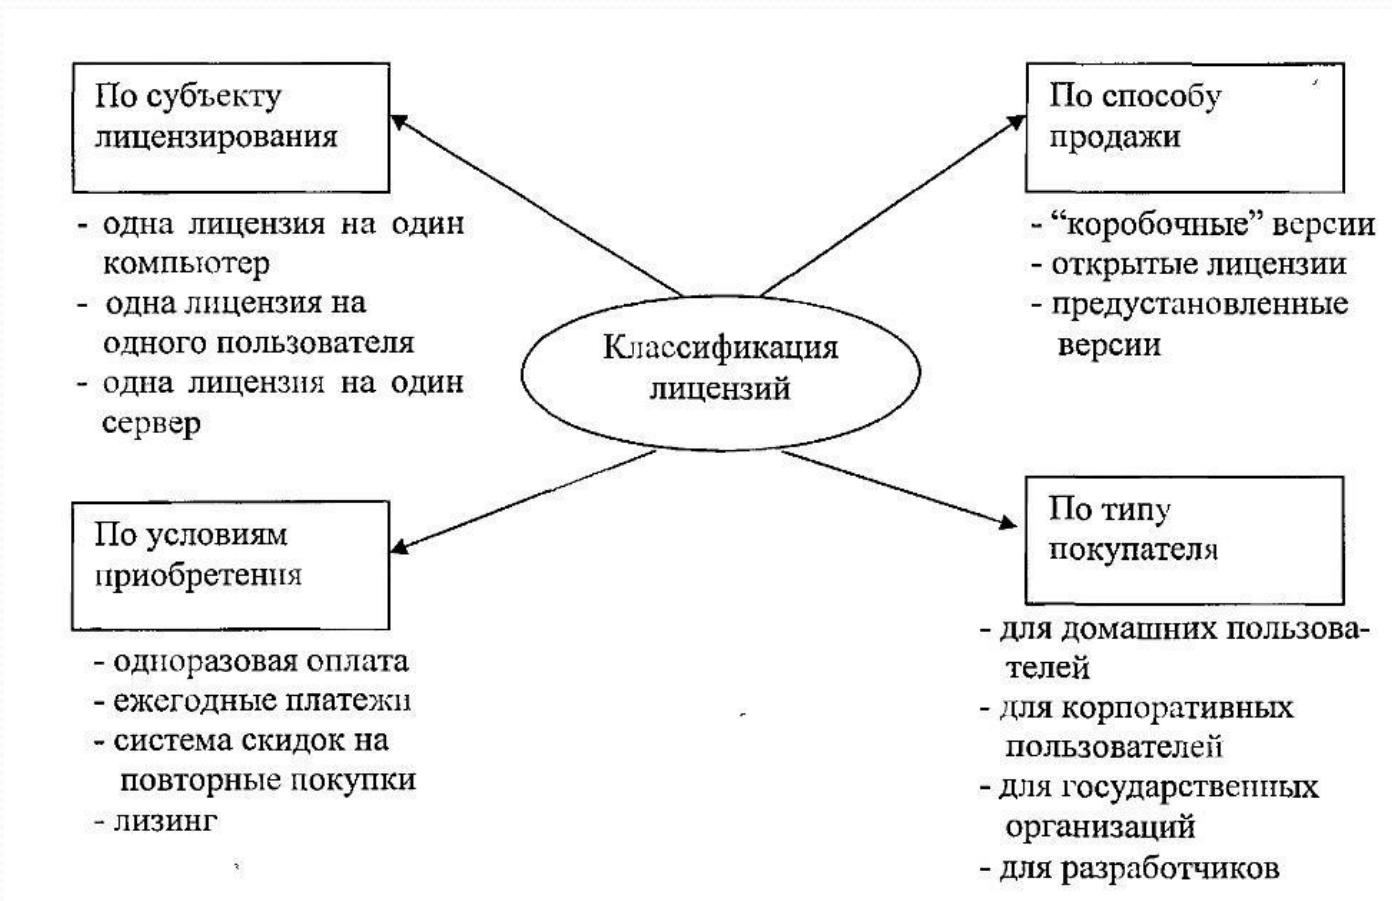 По субъекту
лицензирования
- одна лицензия на один
компьютер
- одна лицензия на
одного пользователя
- одна лицензия на один
сервер
По способу
продажи
- “коробочные” версии
- открытые лицензии
- предустановленные
версии
Классификация
лицензий
По условиям
приобретения
- одноразовая оплата
- ежегодные платежи
- система скидок на
повторные покупки
- лизинг
По типу
покупателя
- для домашних пользова-
телей
- для корпоративных
пользователей
- для государственных
организаций
- для разработчиков